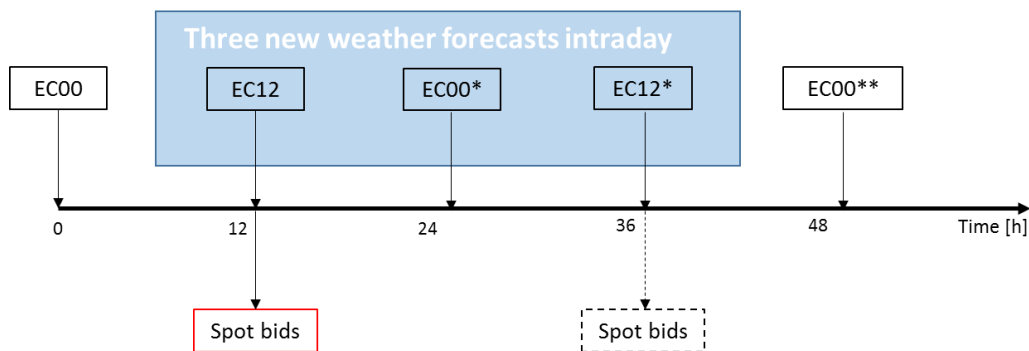 Three new weather forecasts intraday
EC00
EC12
EC00*
EC12*
EC00**
0
12
24
36
48
Time [h]
Spot bids
Spot bids